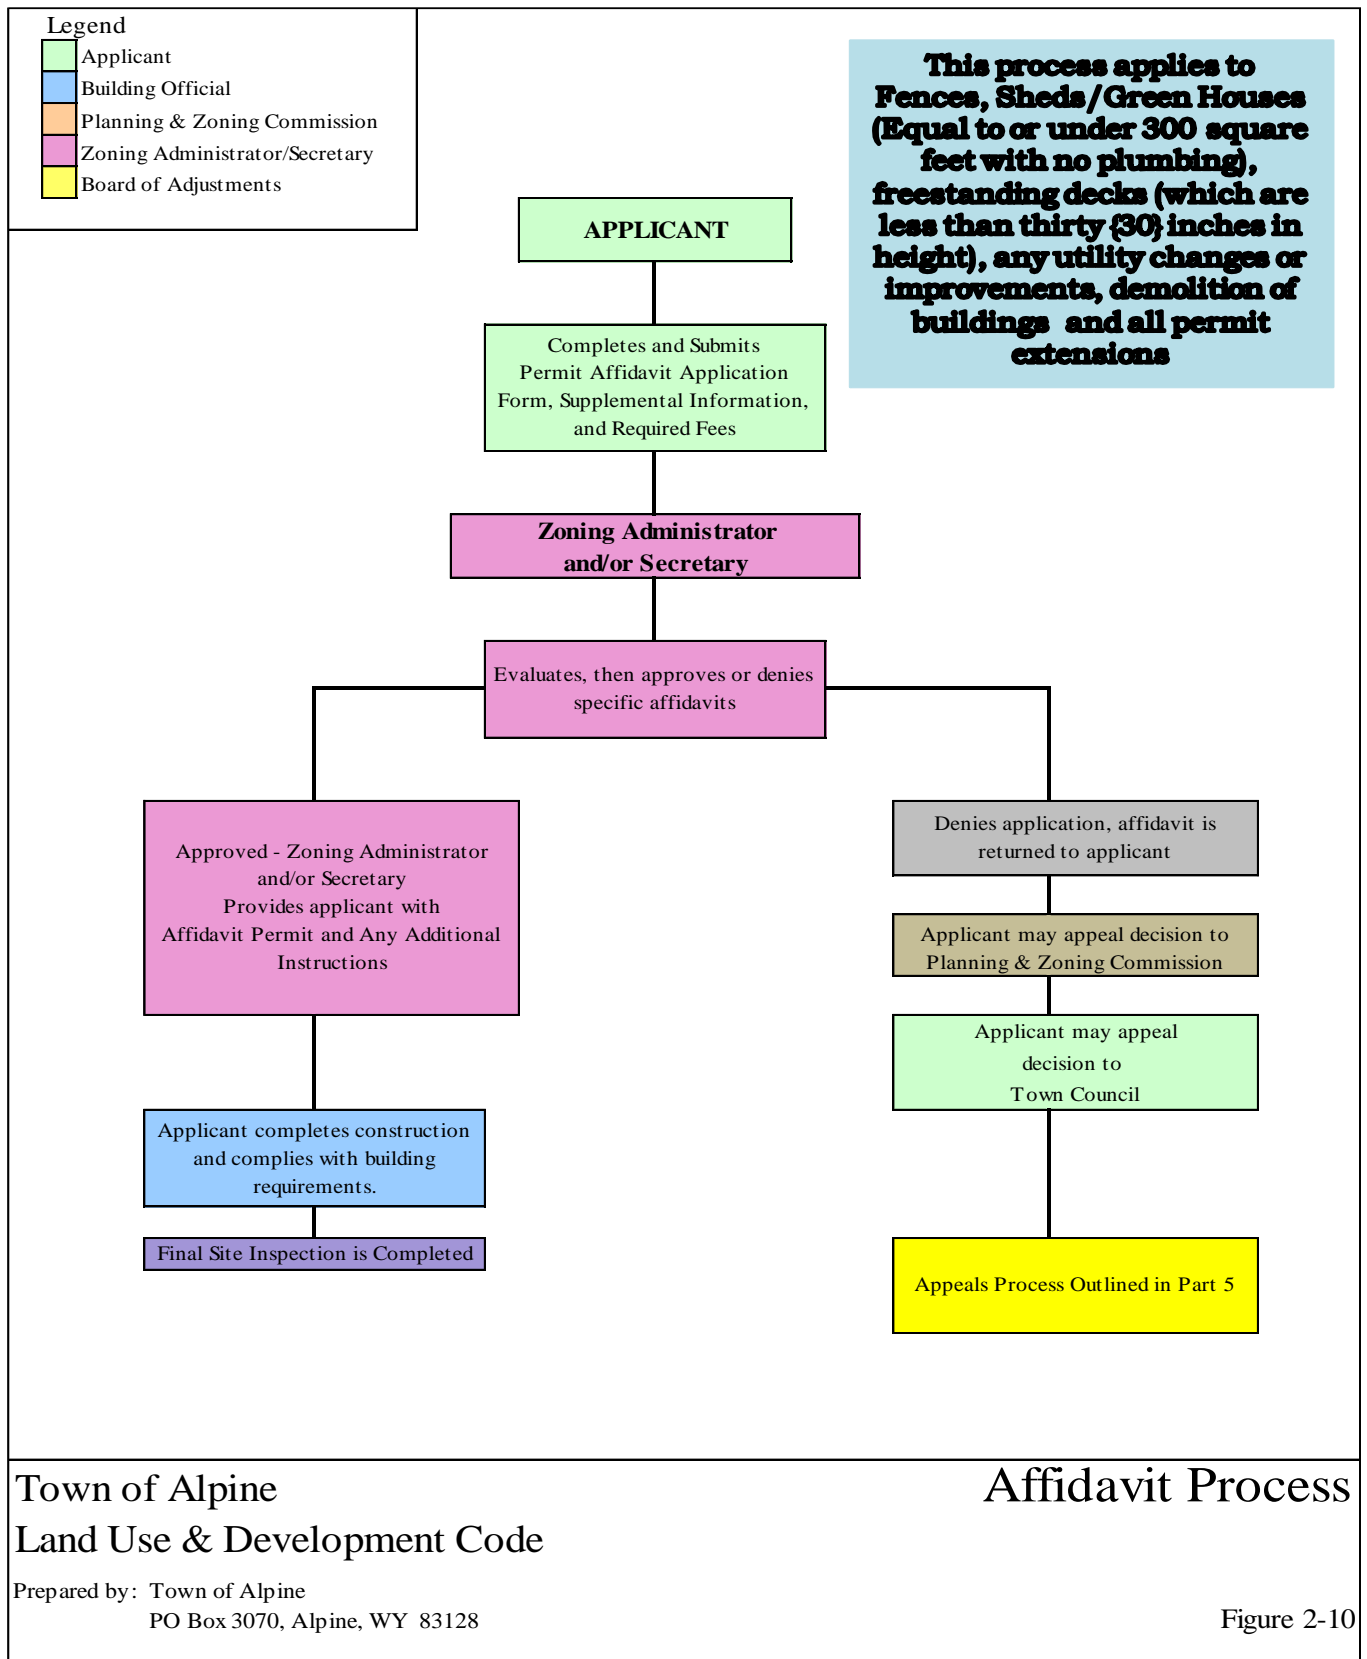 Legend
Applicant
Building Official
Planning & Zoning Commission
Zoning Administrator/Secretary
Board of Adjustments
This process applies to
Fences, Sheds/Green Houses
(Equal to or under 300 square
feet with no plumbing),
freestanding decks (which are
less than thirty {30} inches in
height), any utility changes or
improvements, demolition of
buildings and all permit
extensions
APPLICANT
Completes and Submits
Permit Affidavit Application
Form, Supplemental Information,
and Required Fees
Zoning Administrator
and/or Secretary
Evaluates, then approves or denies
specific affidavits
Approved - Zoning Administrator
and/or Secretary
Provides applicant with
Affidavit Permit and Any Additional
Instructions
Applicant completes construction
and complies with building
requirements.
Final Site Inspection is Completed
Denies application, affidavit is
returned to applicant
Applicant may appeal decision to
Planning & Zoning Commission
Applicant may appeal
decision to
Town Council
Appeals Process Outlined in Part 5
Town of Alpine
Land Use & Development Code
Prepared by: Town of Alpine
PO Box 3070, Alpine, WY 83128
Affidavit Process
Figure 2-10